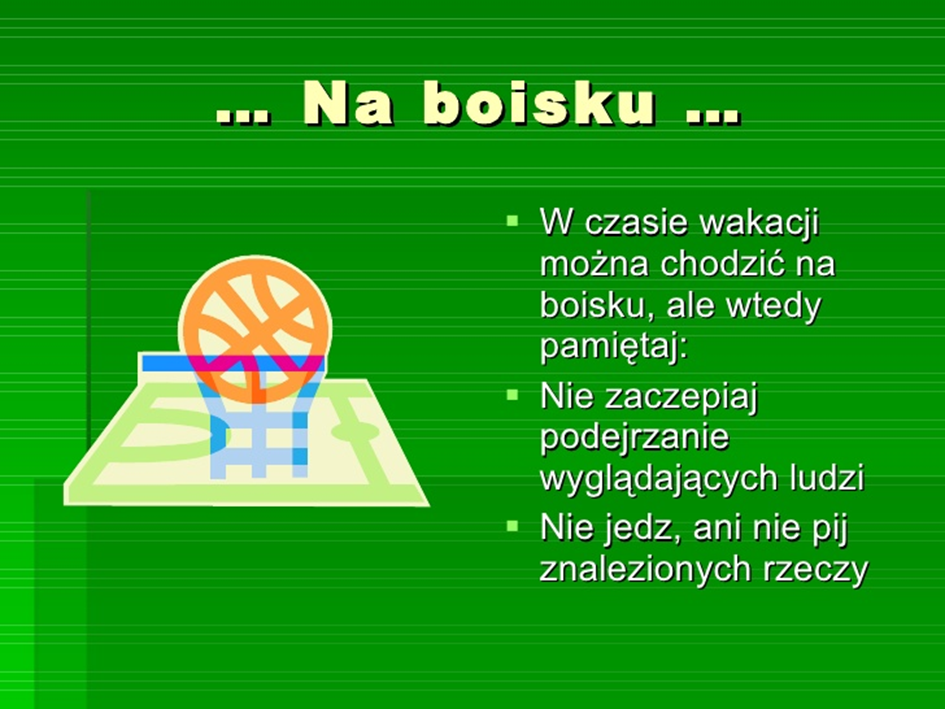 ... Na boisku ...
W czasie wakacji
można chodzić na
boisku, ale wtedy
pamiętaj:
Nie zaczepiaj
podejrzanie
wyglądających ludzi
Nie jedz, ani nie pij
znalezionych rzeczy